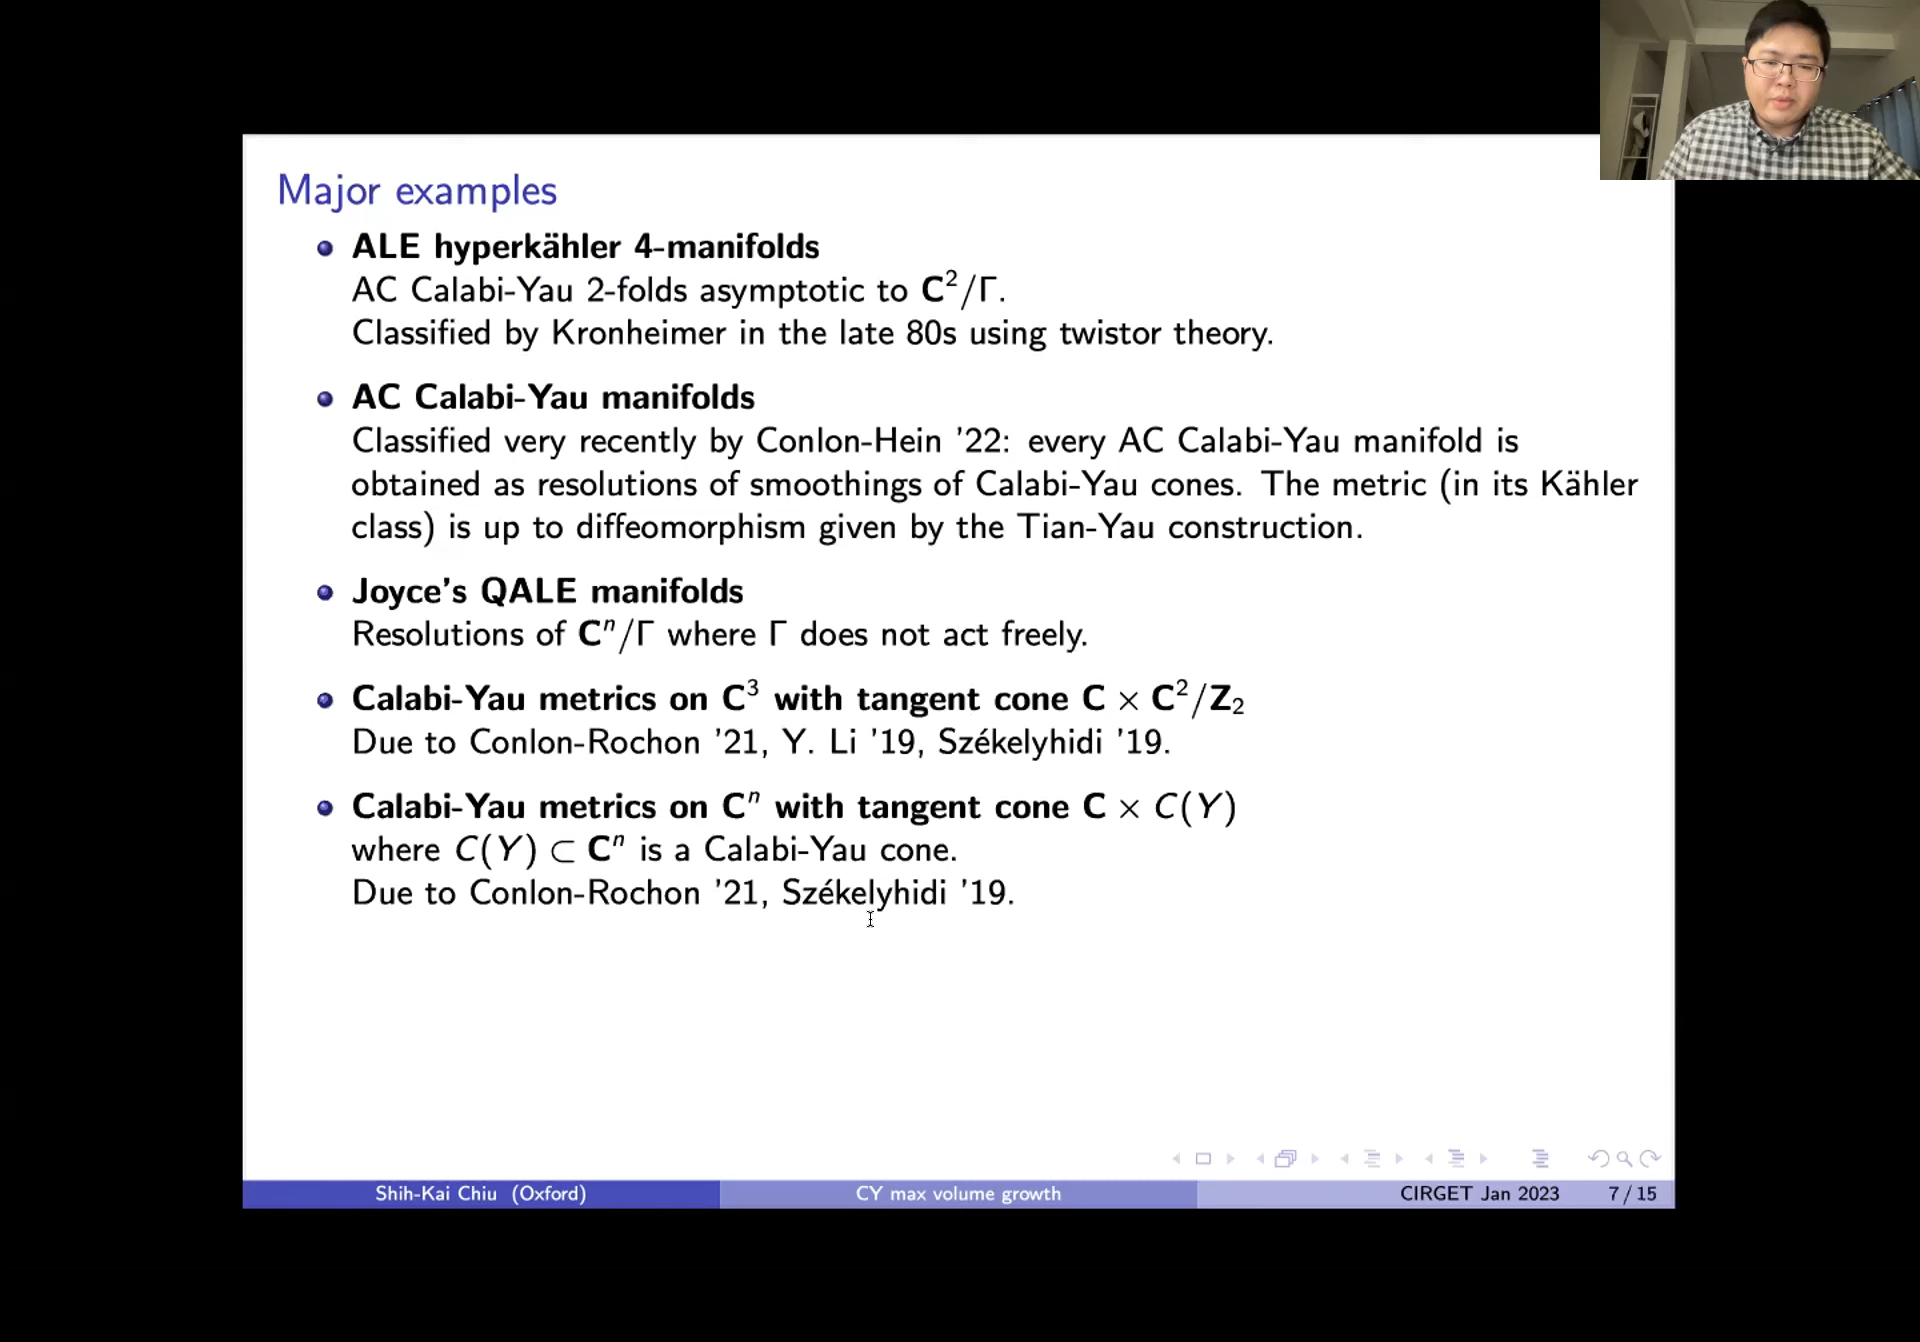 Major examples
ALE hyperkähler 4-manifolds
AC Calabi-Yau 2-folds asymptotic to C²/Γ.
Classified by Kronheimer in the late 80s using twistor theory.
AC Calabi-Yau manifolds
Classified very recently by Conlon-Hein ’22: every AC Calabi-Yau manifold is
obtained as resolutions of smoothings of Calabi-Yau cones. The metric (in its Kähler
class) is up to diffeomorphism given by the Tian-Yau construction.
Joyce’s QALE manifolds
Resolutions of Cⁿ/Γ where Γ does not act freely.
Calabi-Yau metrics on C³ with tangent cone C × C²/Z₂
Due to Conlon-Rochon ’21, Y. Li ’19, Székelyhidi ’19.
Calabi-Yau metrics on Cⁿ with tangent cone C × C(Y)
where C(Y) ⊂ Cⁿ is a Calabi-Yau cone.
Due to Conlon-Rochon ’21, Székelyhidi ’19.
Shih-Kai Chiu (Oxford) CY max volume growth CIRGET Jan 2023 7 / 15